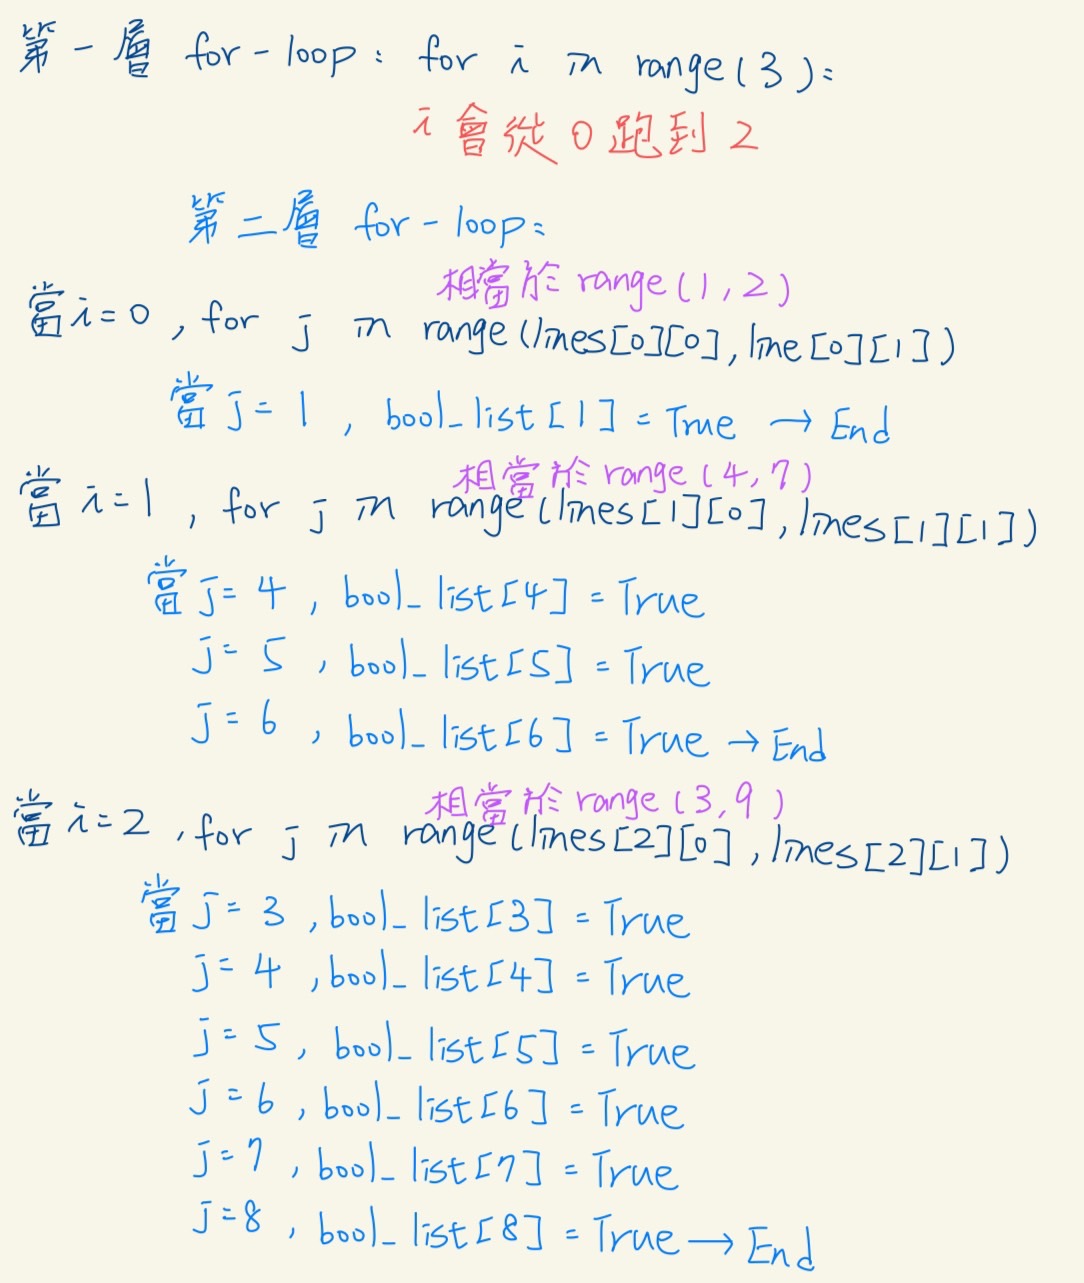 第一層 for-loop: for i in range(3):
i 會從 0 跑到 2
第二層 for-loop:
相當於 range(1,2)
當 i=0, for j in range(lines[0][0], line[0][1])
當 j=1, bool_list[1] = True → End
相當於 range(4,7)
當 i=1, for j in range(lines[1][0], lines[1][1])
當 j=4, bool_list[4] = True
j=5, bool_list[5] = True
j=6, bool_list[6] = True → End
相當於 range(3,9)
當 i=2, for j in range(lines[2][0], lines[2][1])
當 j=3, bool_list[3] = True
j=4, bool_list[4] = True
j=5, bool_list[5] = True
j=6, bool_list[6] = True
j=7, bool_list[7] = True
j=8, bool_list[8] = True → End